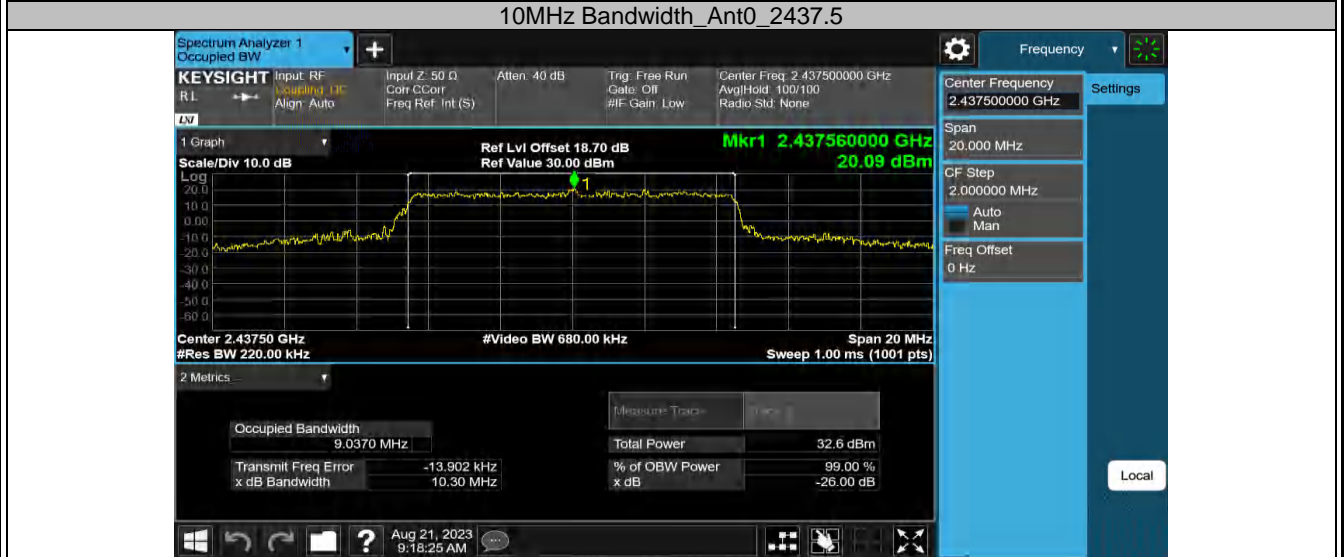 10MHz Bandwidth_Ant0_2437.5
Spectrum Analyzer 1
Occupied BW
Frequency
KEYSIGHT
RL
Input: RF
Coupling: DC
Align: Auto
Input Z: 50 Ω
Corr CCorr
Freq Ref: Int (S)
Atten: 40 dB
Trig: Free Run
Gate: Off
#IF Gain: Low
Center Freq: 2.437500000 GHz
Avg|Hold: 100/100
Radio Std: None
Center Frequency
2.437500000 GHz
Settings
Span
20.000 MHz
CF Step
2.000000 MHz
Auto
Man
Freq Offset
0 Hz
Local
1 Graph
Scale/Div 10.0 dB
Ref Lvl Offset 18.70 dB
Ref Value 30.00 dBm
Mkr1 2.437560000 GHz
20.09 dBm
Log
20.0
10.0
0.00
-10.0
-20.0
-30.0
-40.0
-50.0
-60.0
1
Center 2.43750 GHz
#Res BW 220.00 kHz
#Video BW 680.00 kHz
Span 20 MHz
Sweep 1.00 ms (1001 pts)
2 Metrics
Measure Trace
Occupied Bandwidth
9.0370 MHz
Total Power 32.6 dBm
Transmit Freq Error -13.902 kHz
% of OBW Power 99.00 %
x dB Bandwidth 10.30 MHz
x dB -26.00 dB
?
Aug 21, 2023
9:18:25 AM